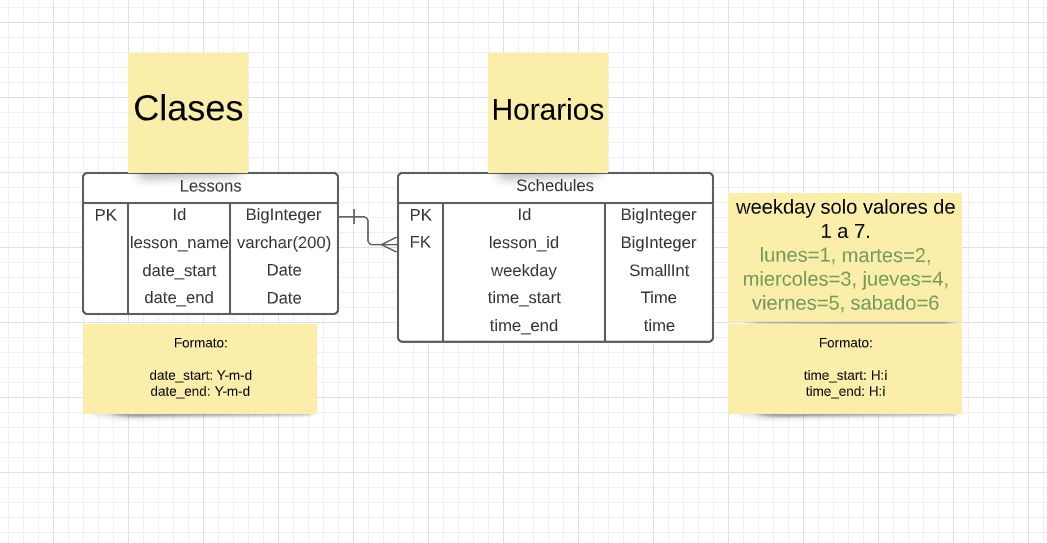 Clases
Horarios
Lessons
PK Id BigInteger
lesson_name varchar(200)
date_start Date
date_end Date
Schedules
PK Id BigInteger
FK lesson_id BigInteger
weekday SmallInt
time_start Time
time_end time
weekday solo valores de
1 a 7.
lunes=1, martes=2,
miercoles=3, jueves=4,
viernes=5, sabado=6
Formato:
date_start: Y-m-d
date_end: Y-m-d
Formato:
time_start: H:i
time_end: H:i